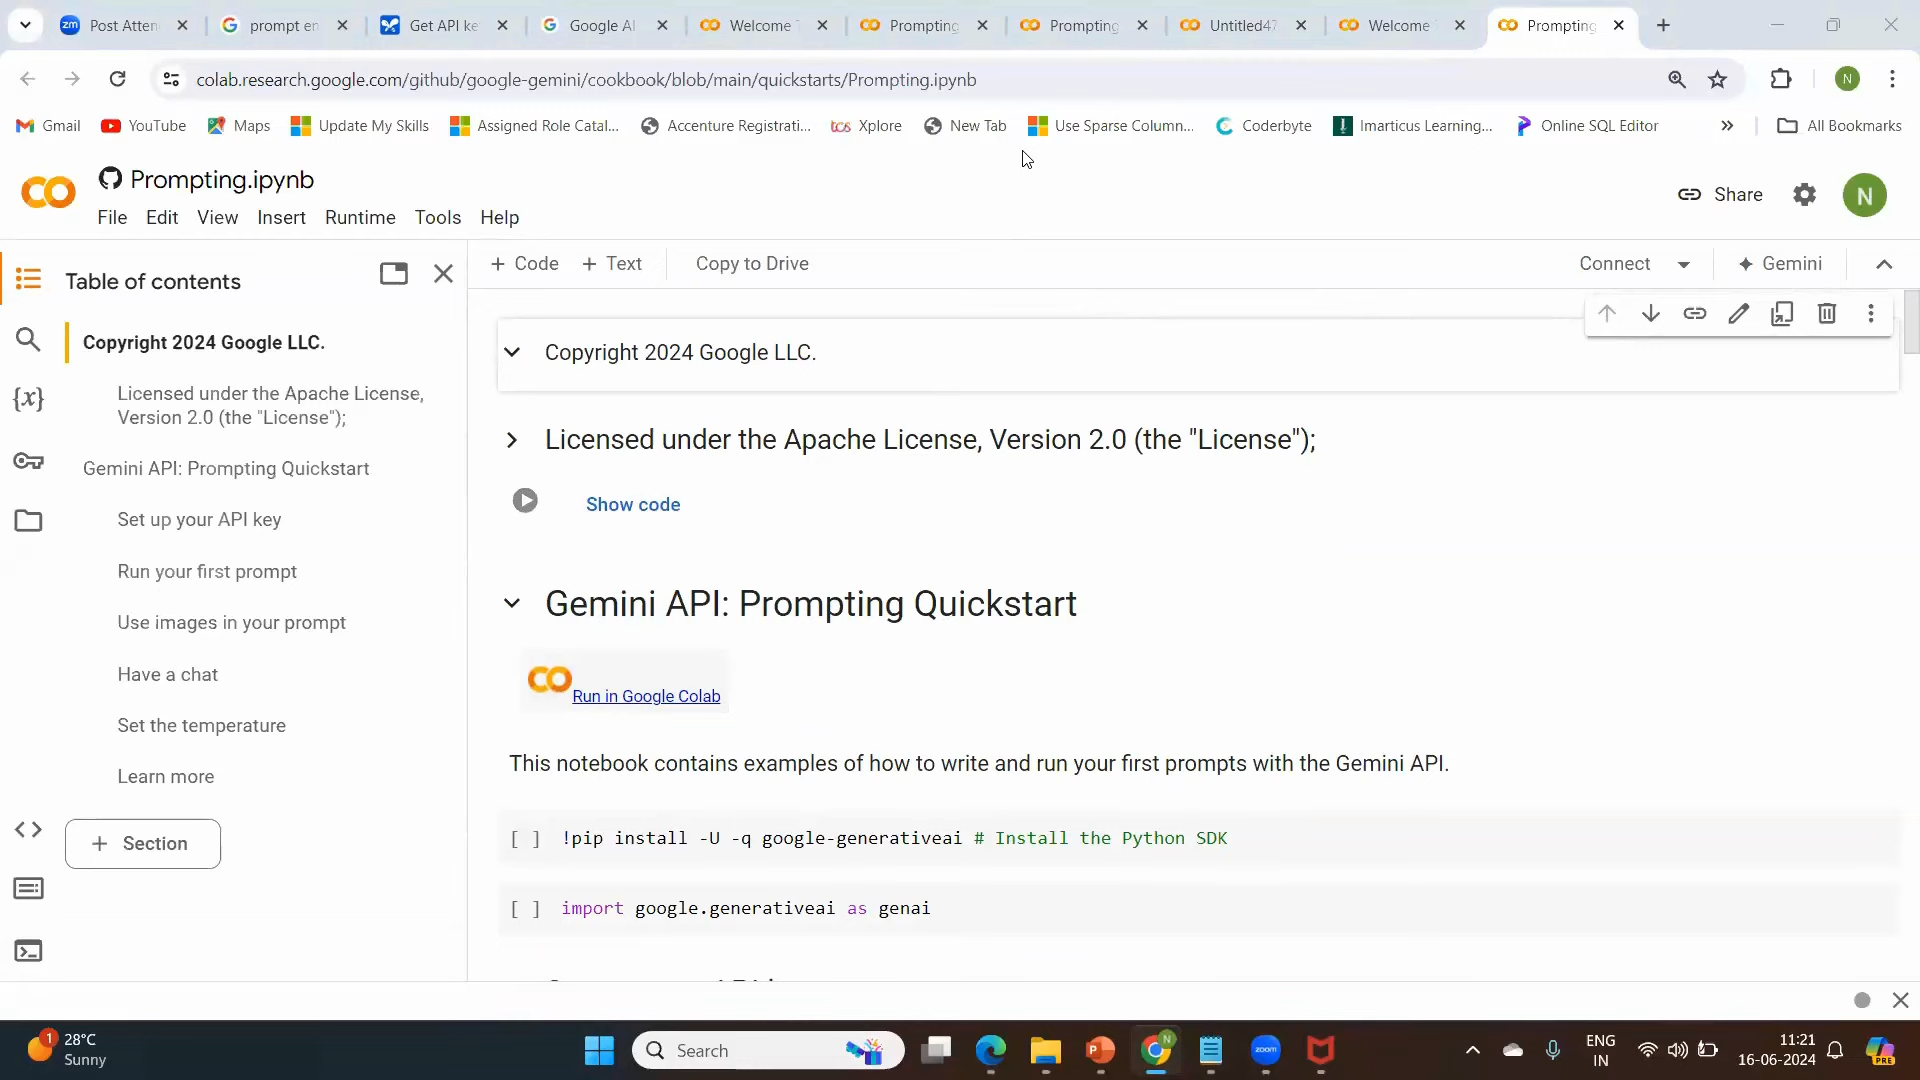 zm Post Atten
prompt en
Get API ke
Google AI
Welcome T
Prompting
Prompting
Untitled47
Welcome
Prompting
colab.research.google.com/github/google-gemini/cookbook/blob/main/quickstarts/Prompting.ipynb
N
Gmail
YouTube
Maps
Update My Skills
Assigned Role Catal...
Accenture Registrati...
tcs Xplore
New Tab
Use Sparse Column...
Coderbyte
Imarticus Learning...
Online SQL Editor
»
All Bookmarks
Prompting.ipynb
File Edit View Insert Runtime Tools Help
Share
N
Table of contents
+ Code + Text
Copy to Drive
Connect
Gemini
Copyright 2024 Google LLC.
Licensed under the Apache License,
Version 2.0 (the "License");
Gemini API: Prompting Quickstart
Set up your API key
Run your first prompt
Use images in your prompt
Have a chat
Set the temperature
Learn more
+ Section
{x}
Copyright 2024 Google LLC.
Licensed under the Apache License, Version 2.0 (the "License");
Show code
Gemini API: Prompting Quickstart
Run in Google Colab
This notebook contains examples of how to write and run your first prompts with the Gemini API.
[ ] !pip install -U -q google-generativeai # Install the Python SDK
[ ] import google.generativeai as genai
1
28°C
Sunny
Search
N
zoom
ENG
IN
11:21
16-06-2024
PRE